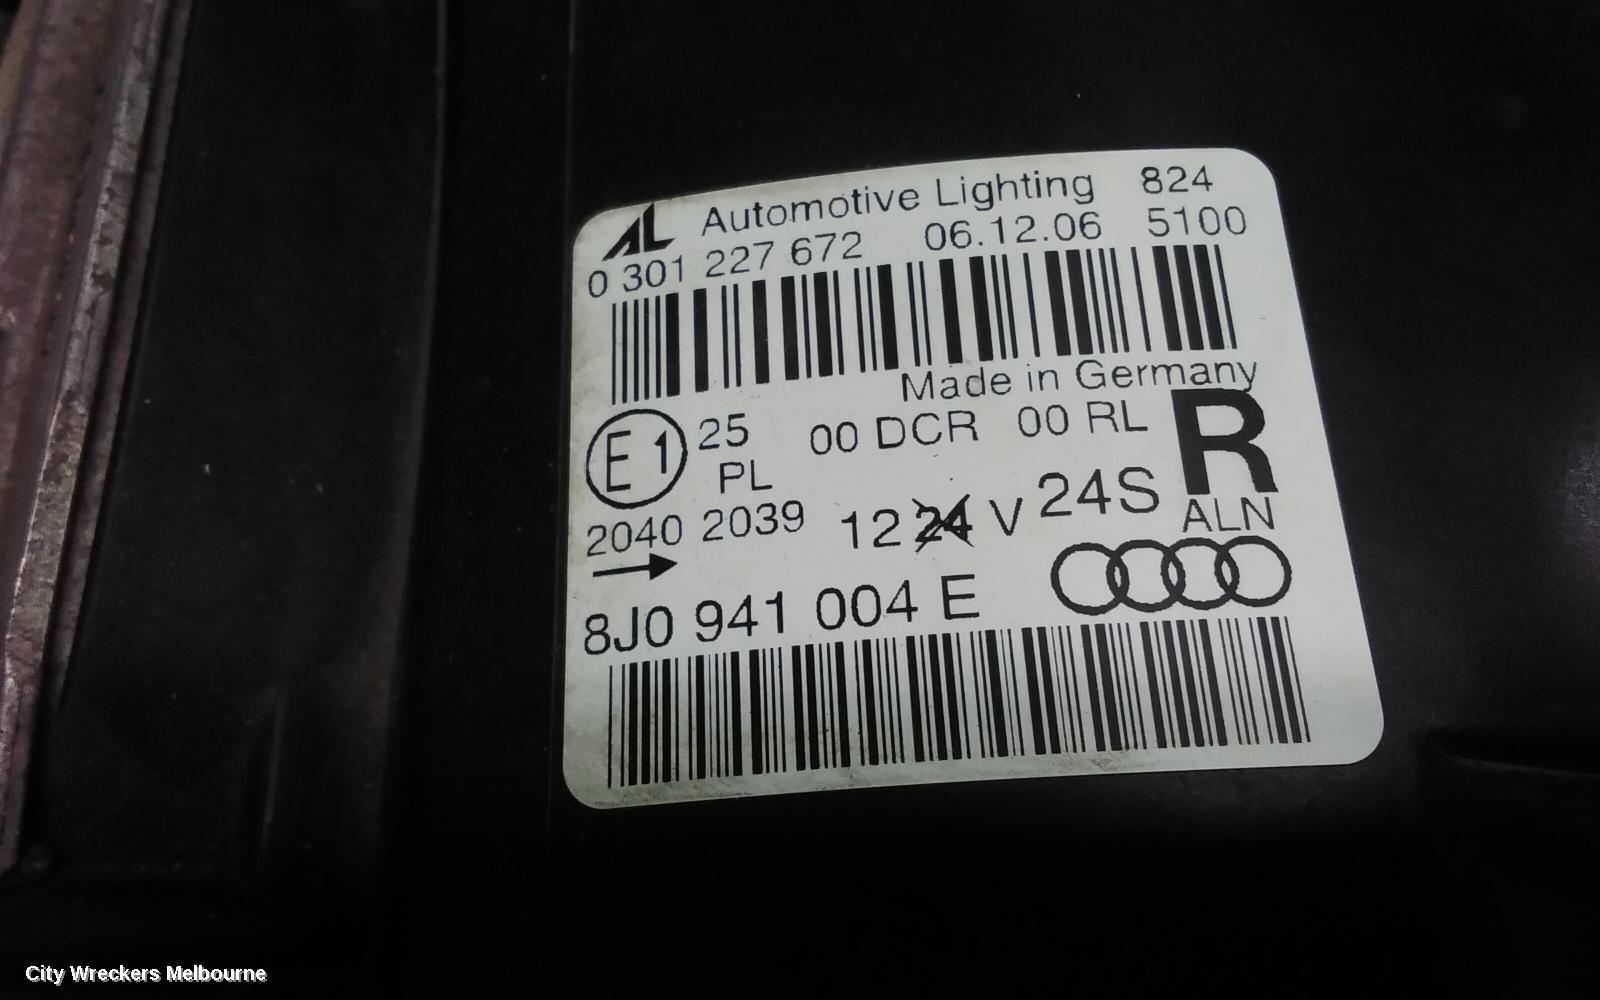 AL Automotive Lighting 824
0 301 227 672 06.12.06 5100
Made in Germany
E1 25 00 DCR 00 RL R
PL
2040 2039 12 24 V 24S ALN
8J0 941 004 E
City Wreckers Melbourne